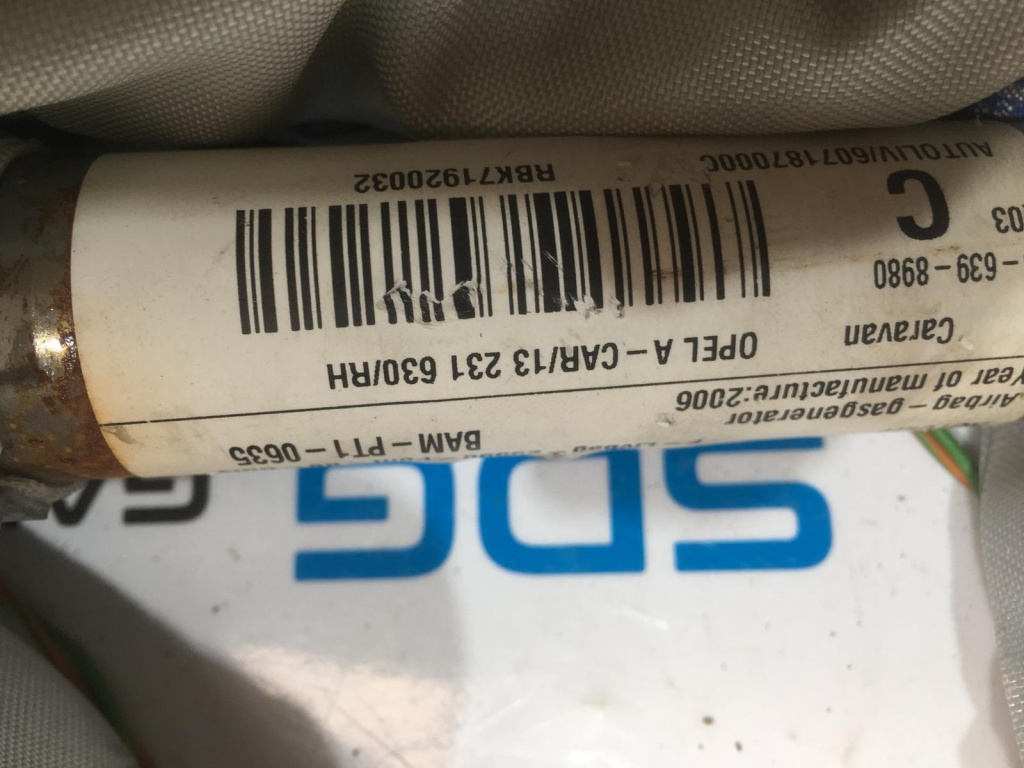 SDG GA
Airbag – gasgenerator BAM – PT1 – 0635
Year of manufacture:2006
Caravan OPEL A – CAR/13 231 630/RH
– 639 – 8980
03 C
AUTOLIV/607187000C RBK71920032